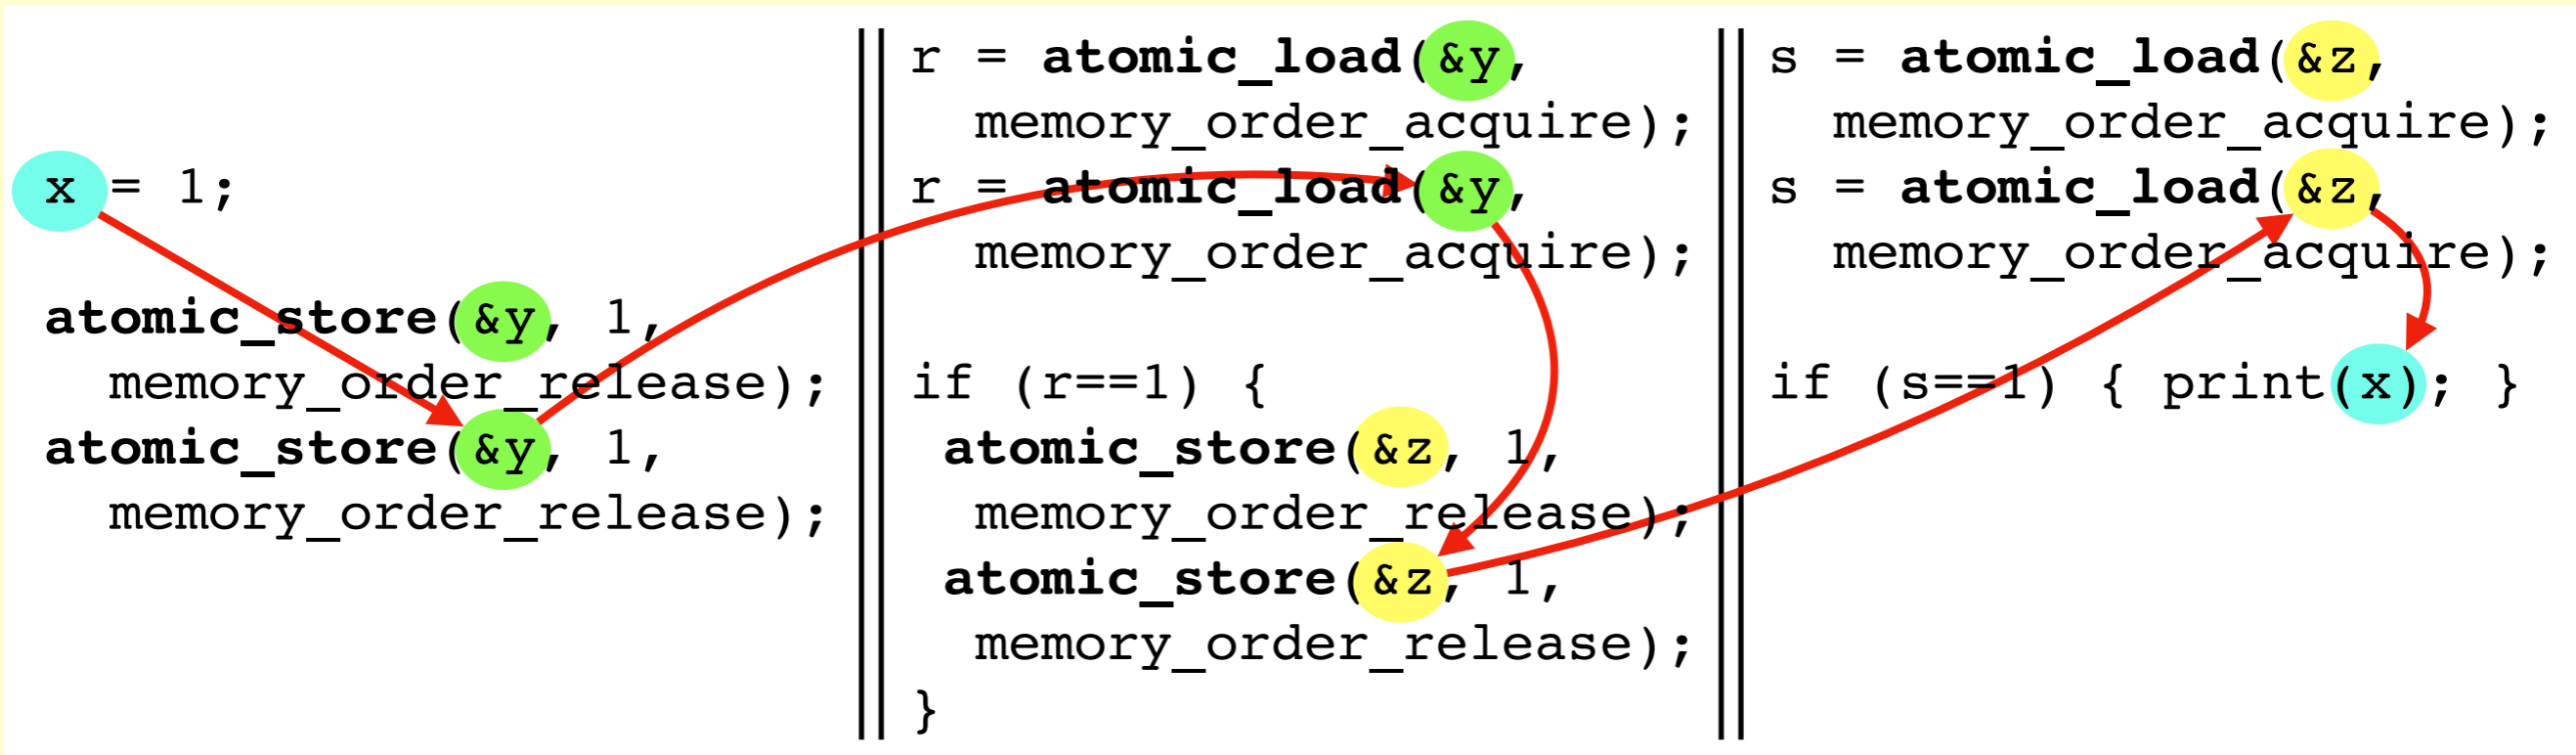 x = 1;
atomic_store(&y, 1,
memory_order_release);
atomic_store(&y, 1,
memory_order_release);
r = atomic_load(&y,
memory_order_acquire);
r = atomic_load(&y,
memory_order_acquire);
if (r==1) {
atomic_store(&z, 1,
memory_order_release);
atomic_store(&z, 1,
memory_order_release);
}
s = atomic_load(&z,
memory_order_acquire);
s = atomic_load(&z,
memory_order_acquire);
if (s==1) { print(x); }